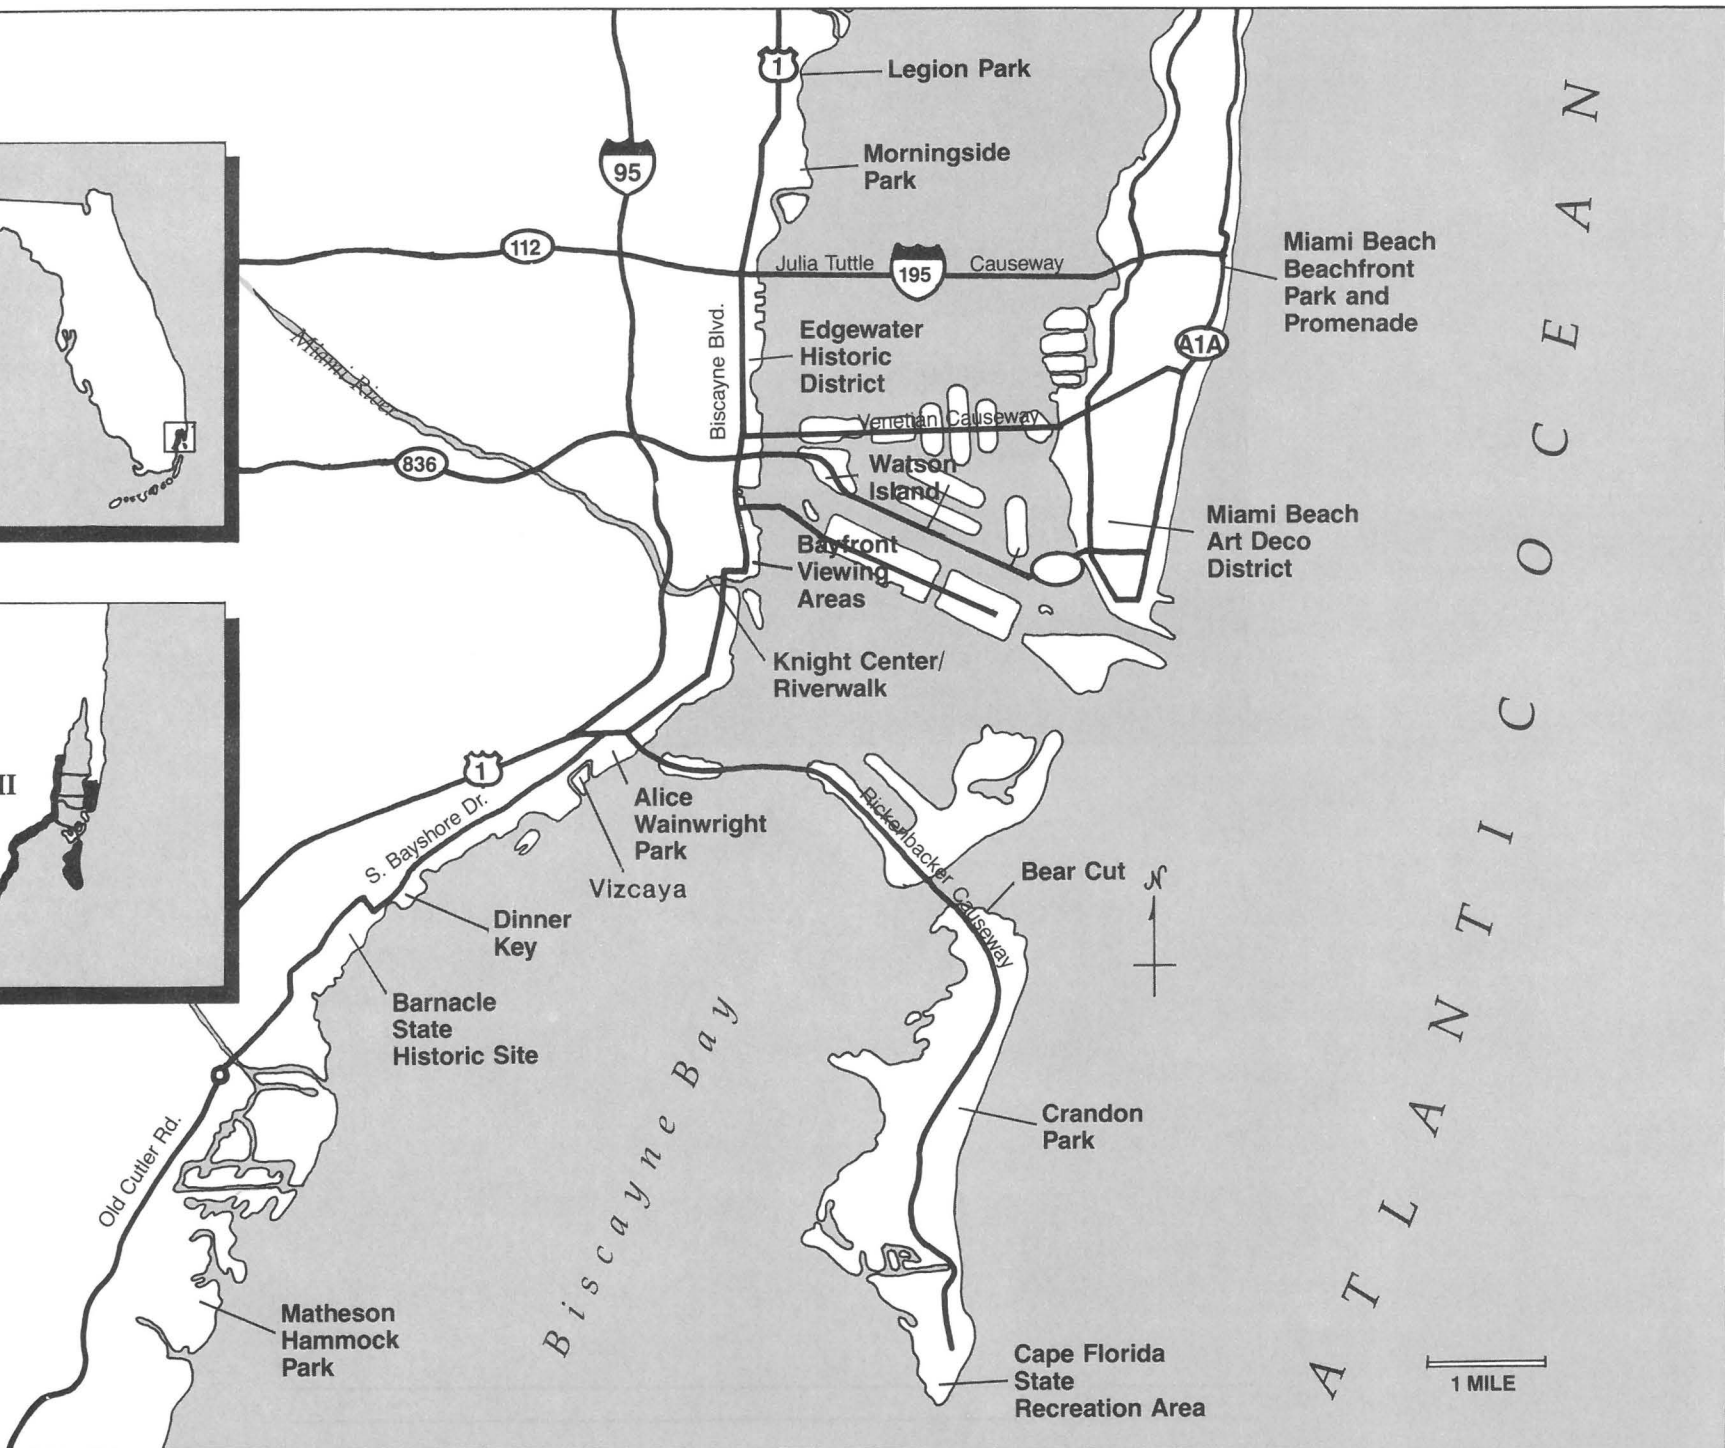 1
Legion Park
95
Morningside
Park
112
Julia Tuttle
195
Causeway
Miami Beach
Beachfront
Park and
Promenade
Miami River
Biscayne Blvd.
Edgewater
Historic
District
A1A
Venetian Causeway
836
Watson
Island
Miami Beach
Art Deco
District
Bayfront
Viewing
Areas
Knight Center/
Riverwalk
1
S. Bayshore Dr.
Alice
Wainwright
Park
Vizcaya
Rickenbacker Causeway
Bear Cut
N
Dinner
Key
Barnacle
State
Historic Site
Biscayne Bay
Crandon
Park
Old Cutler Rd.
Matheson
Hammock
Park
Cape Florida
State
Recreation Area
ATLANTIC OCEAN
1 MILE